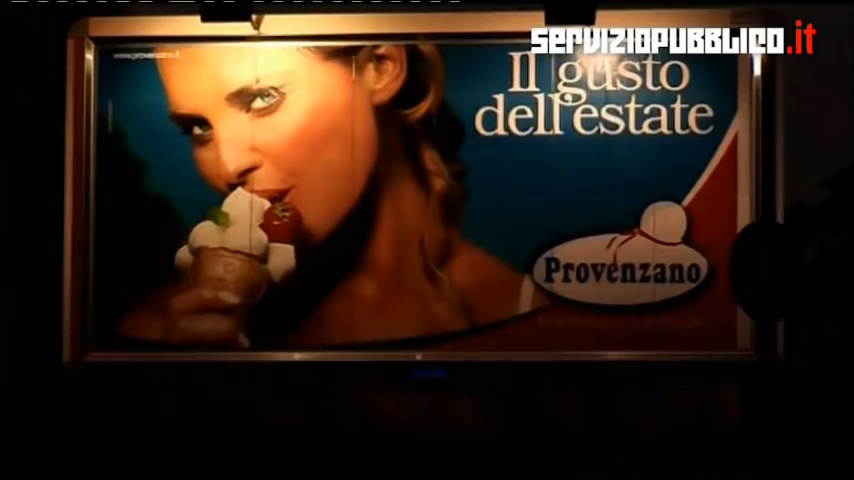 SERVIZIOPUBBLICO.it
Il gusto
dell'estate
Provenzano